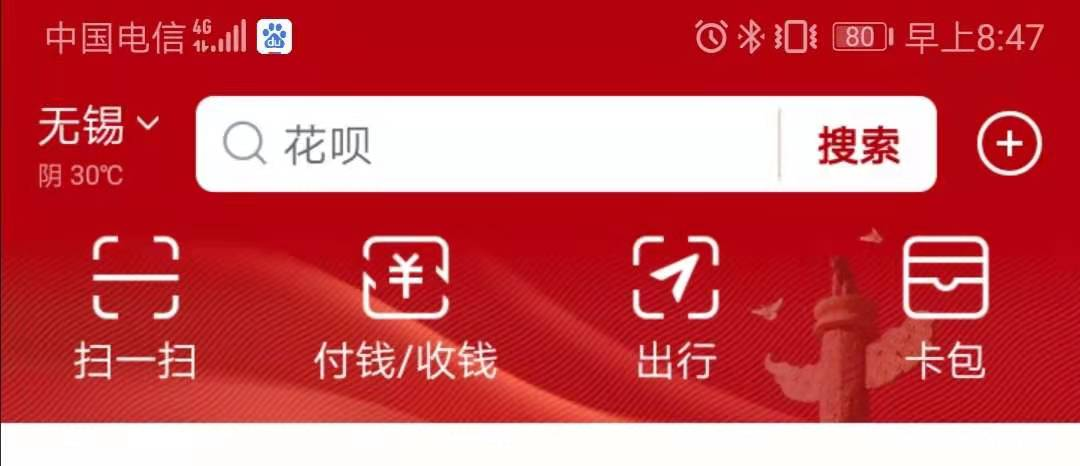 中国电信 4G du 80 早上8:47
无锡 花呗 搜索
阴 30℃
扫一扫 付钱/收钱 出行 卡包